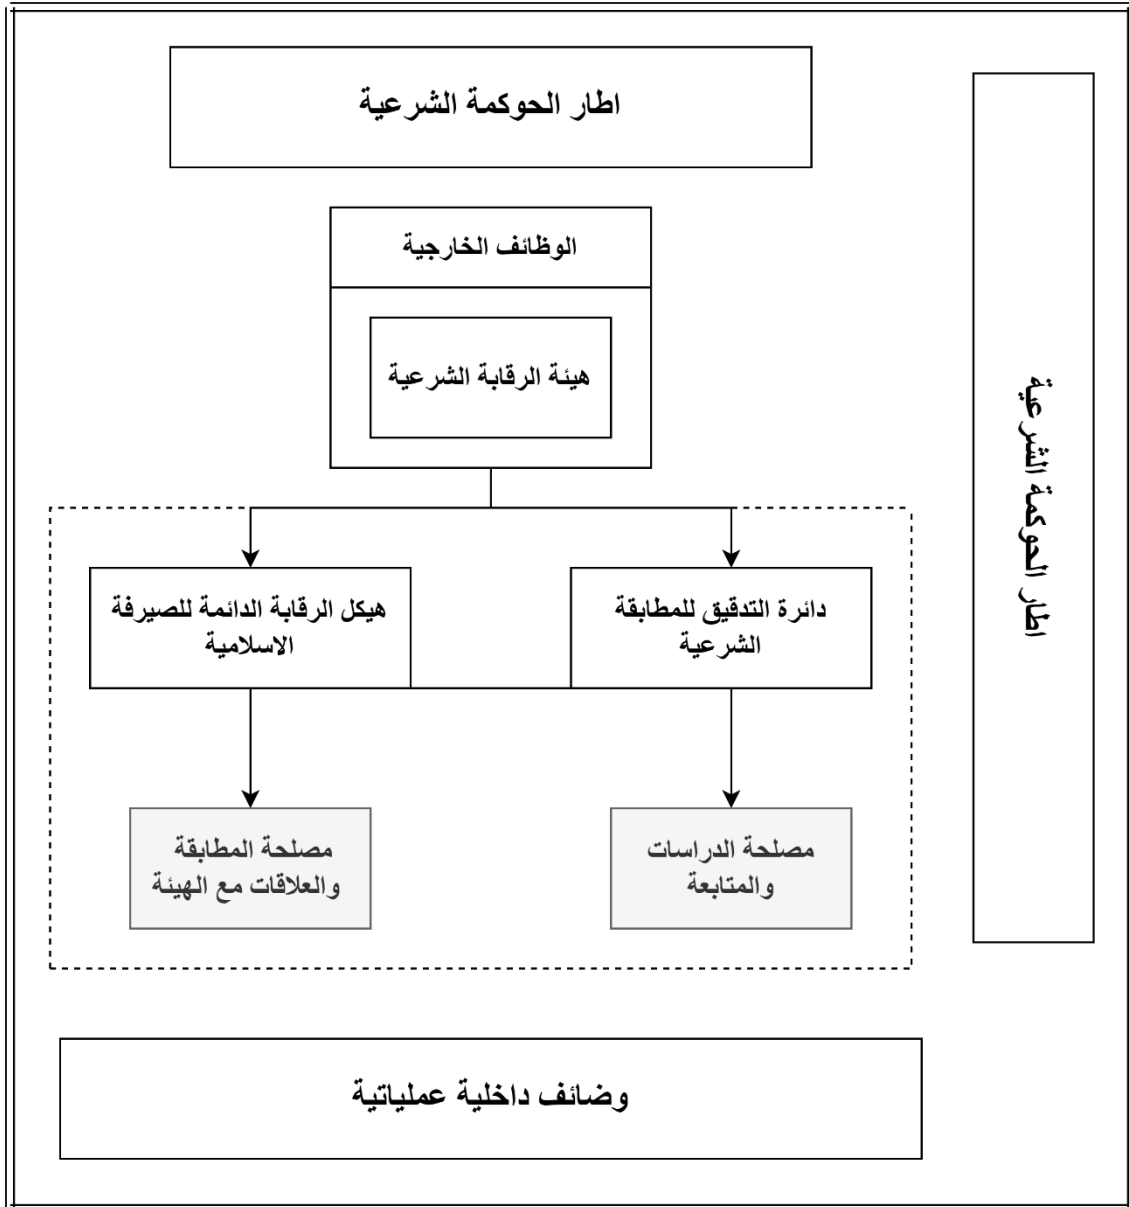 اطار الحوكمة الشرعية
الوظائف الخارجية
هيئة الرقابة الشرعية
اطار الحوكمة الشرعية
دائرة التدقيق للمطابقة
الشرعية
هيكل الرقابة الدائمة للصيرفة
الاسلامية
مصلحة الدراسات
والمتابعة
مصلحة المطابقة
والعلاقات مع الهيئة
وضائف داخلية عملياتية